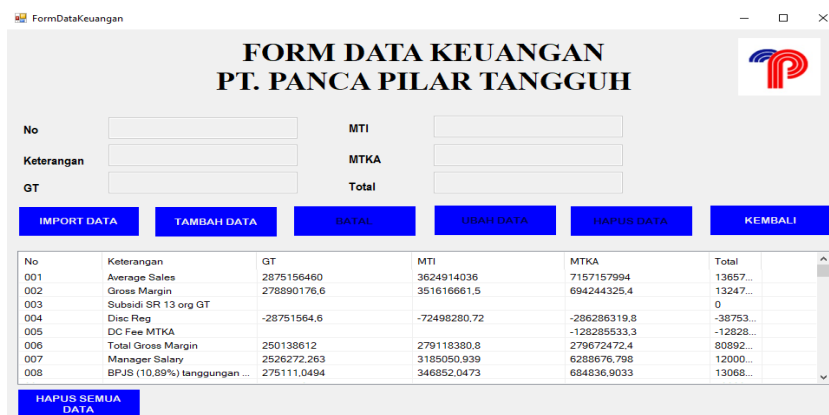 FormDataKeuangan
FORM DATA KEUANGAN
PT. PANCA PILAR TANGGUH
No MTI
Keterangan MTKA
GT Total
IMPORT DATA TAMBAH DATA BATAL UBAH DATA HAPUS DATA KEMBALI
No Keterangan GT MTI MTKA Total
001 Average Sales 2875156460 3624914036 7157157994 13657...
002 Gross Margin 278890176,6 351616661,5 694244325,4 13247...
003 Subsidi SR 13 org GT 0
004 Disc Reg -28751564,6 -72498280,72 -286286319,8 -38753...
005 DC Fee MTKA -128285533,3 -12828...
006 Total Gross Margin 250138612 279118380,8 279672472,4 80892...
007 Manager Salary 2526272,263 3185050,939 6288676,798 12000...
008 BPJS (10,89%) tanggungan ... 275111,0494 346852,0473 684836,9033 13068...
HAPUS SEMUA
DATA